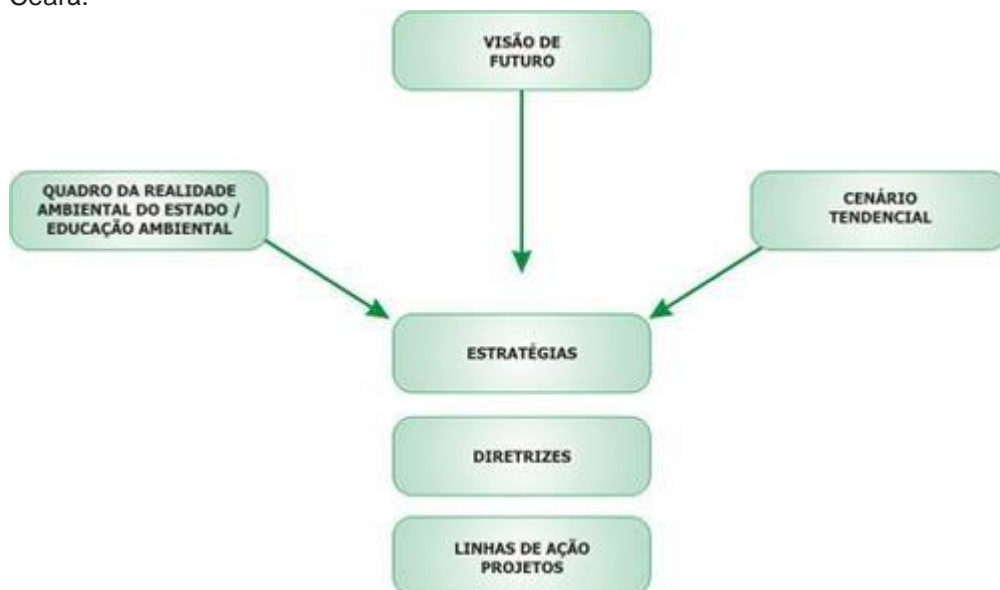 Ceará.
VISÃO DE
FUTURO
QUADRO DA REALIDADE
AMBIENTAL DO ESTADO /
EDUCAÇÃO AMBIENTAL
CENÁRIO
TENDENCIAL
ESTRATÉGIAS
DIRETRIZES
LINHAS DE AÇÃO
PROJETOS